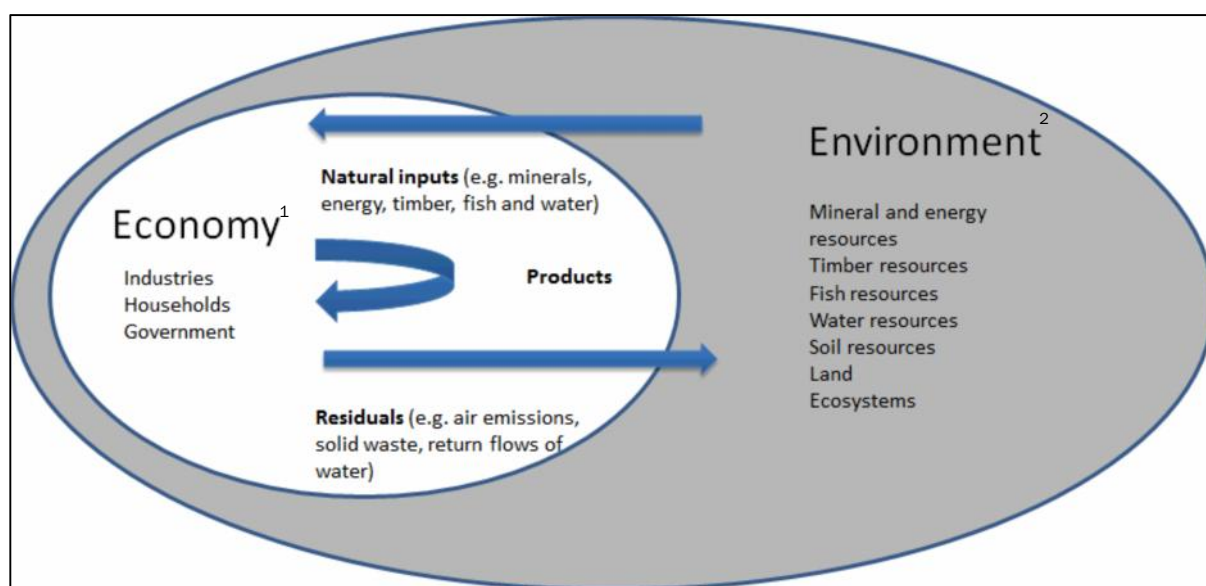 Economy1
Industries
Households
Government
Natural inputs (e.g. minerals,
energy, timber, fish and water)
Products
Residuals (e.g. air emissions,
solid waste, return flows of
water)
Environment2
Mineral and energy
resources
Timber resources
Fish resources
Water resources
Soil resources
Land
Ecosystems